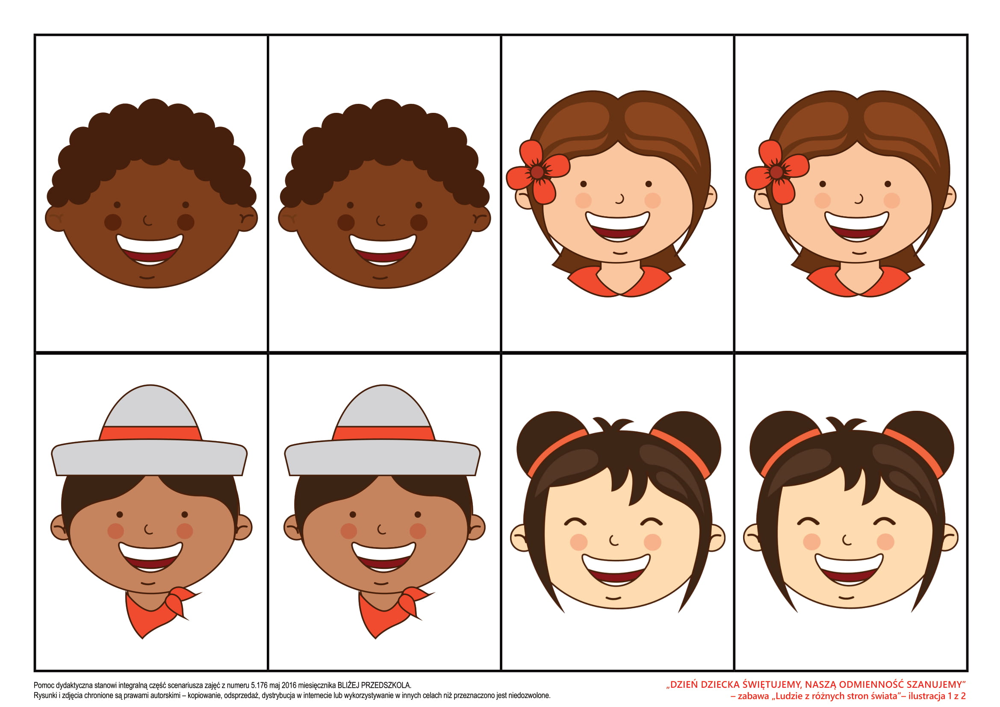 Pomoc dydaktyczna stanowi integralną część scenariusza zajęć z numeru 5.176 maj 2016 miesięcznika BLIŻEJ PRZEDSZKOLA.
Rysunki i zdjęcia chronione są prawami autorskimi – kopiowanie, odsprzedaż, dystrybucja w internecie lub wykorzystywanie w innych celach niż przeznaczono jest niedozwolone.
„DZIEŃ DZIECKA ŚWIĘTUJEMY, NASZĄ ODMIENNOŚĆ SZANUJEMY”
– zabawa „Ludzie z różnych stron świata”– ilustracja 1 z 2